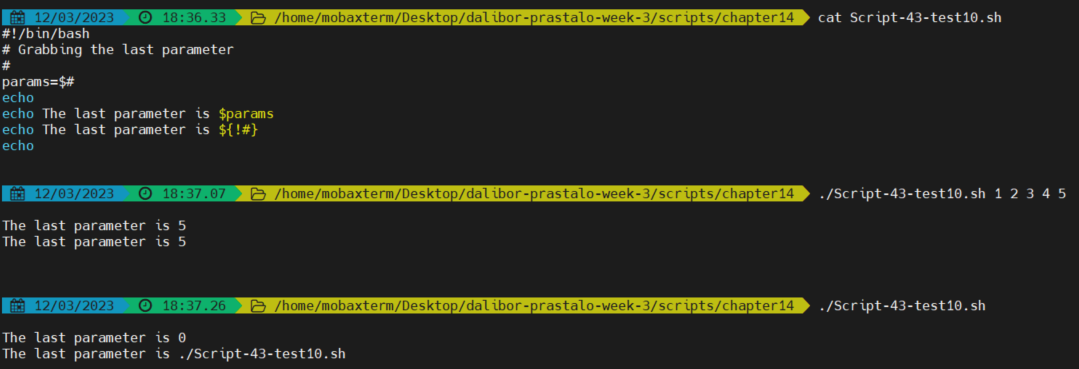 12/03/2023 18:36.33 /home/mobaxterm/Desktop/dalibor-prastalo-week-3/scripts/chapter14 cat Script-43-test10.sh
#!/bin/bash
# Grabbing the last parameter
#
params=$#
echo
echo The last parameter is $params
echo The last parameter is ${!#}
echo
12/03/2023 18:37.07 /home/mobaxterm/Desktop/dalibor-prastalo-week-3/scripts/chapter14 ./Script-43-test10.sh 1 2 3 4 5
The last parameter is 5
The last parameter is 5
12/03/2023 18:37.26 /home/mobaxterm/Desktop/dalibor-prastalo-week-3/scripts/chapter14 ./Script-43-test10.sh
The last parameter is 0
The last parameter is ./Script-43-test10.sh